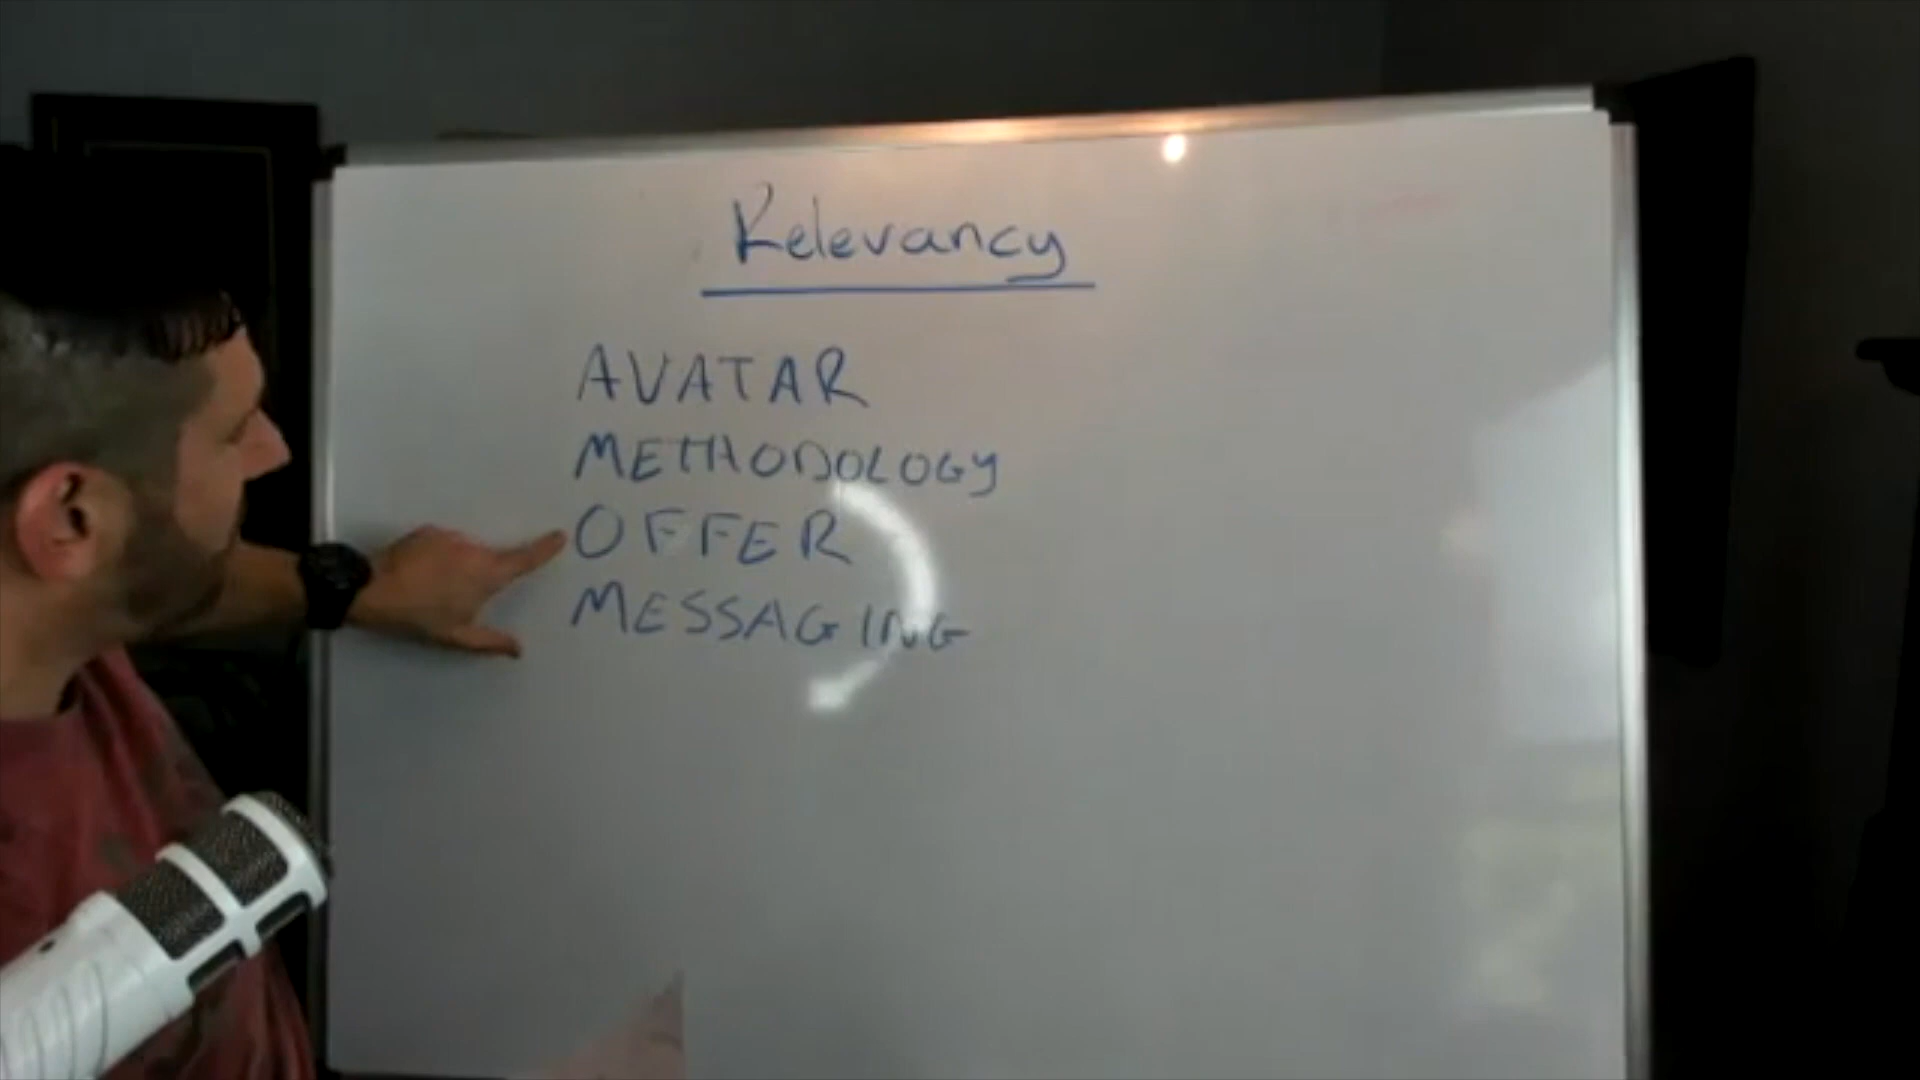 Relevancy
AVATAR
METHODOLOGY
OFFER
MESSAGING